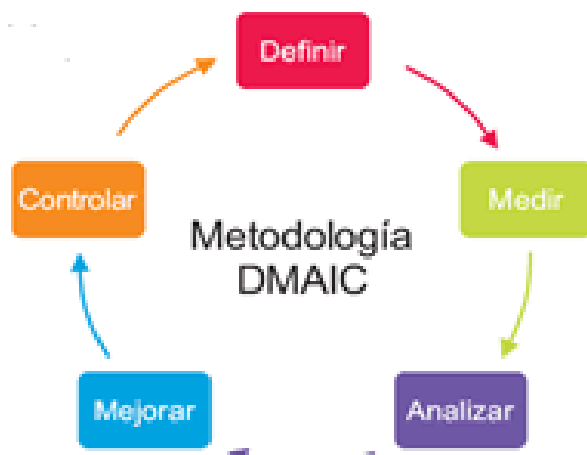 Definir
Controlar
Medir
Metodología
DMAIC
Mejorar
Analizar